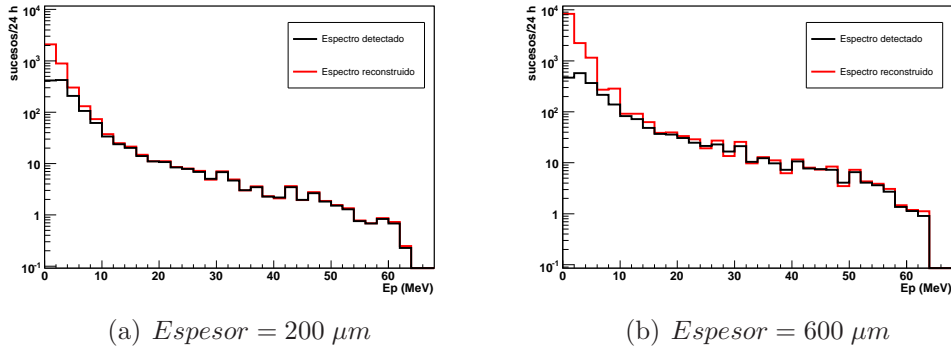 sucesos/24 h
10⁴
10³
10²
10
1
10⁻¹
Espectro detectado
Espectro reconstruido
0 10 20 30 40 50 60
Ep (MeV)
(a) Espesor = 200 µm
sucesos/24 h
10⁴
10³
10²
10
1
10⁻¹
Espectro detectado
Espectro reconstruido
0 10 20 30 40 50 60
Ep (MeV)
(b) Espesor = 600 µm